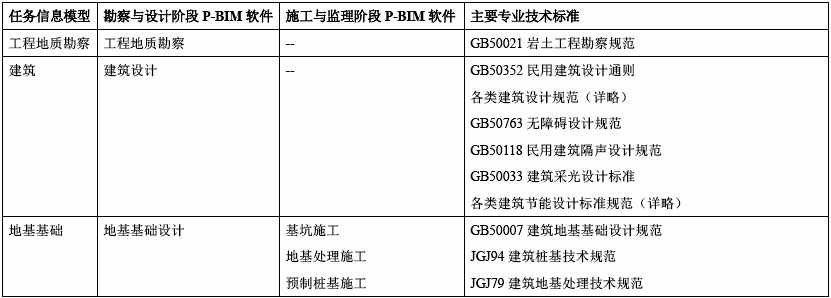 任务信息模型 勘察与设计阶段 P-BIM 软件 施工与监理阶段 P-BIM 软件 主要专业技术标准
工程地质勘察 工程地质勘察 -- GB50021 岩土工程勘察规范
建筑 建筑设计 -- GB50352 民用建筑设计通则
各类建筑设计规范（详略）
GB50763 无障碍设计规范
GB50118 民用建筑隔声设计规范
GB50033 建筑采光设计标准
各类建筑节能设计标准规范（详略）
地基基础 地基基础设计 基坑施工 GB50007 建筑地基基础设计规范
地基处理施工 JGJ94 建筑桩基技术规范
预制桩基施工 JGJ79 建筑地基处理技术规范